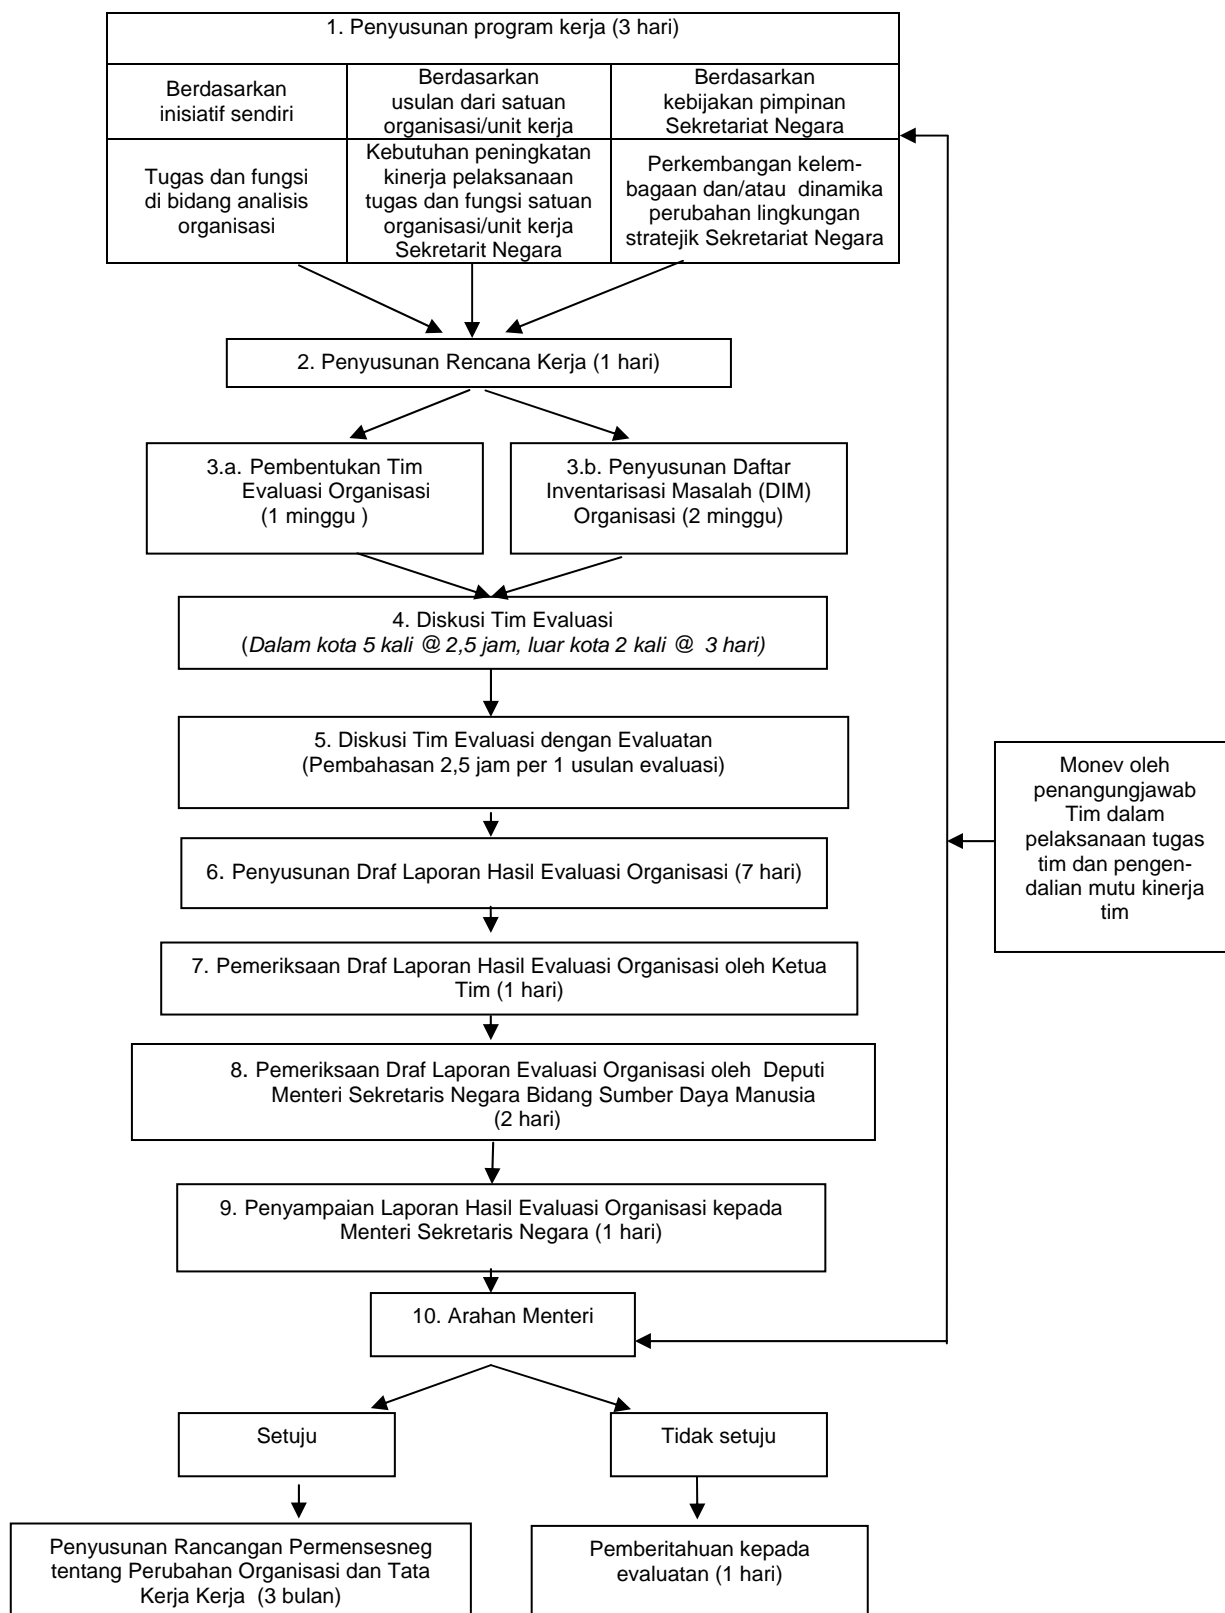 1. Penyusunan program kerja (3 hari)
Berdasarkan
inisiatif sendiri
Berdasarkan
usulan dari satuan
organisasi/unit kerja
Berdasarkan
kebijakan pimpinan
Sekretariat Negara
Tugas dan fungsi
di bidang analisis
organisasi
Kebutuhan peningkatan
kinerja pelaksanaan
tugas dan fungsi satuan
organisasi/unit kerja
Sekretarit Negara
Perkembangan kelem-
bagaan dan/atau dinamika
perubahan lingkungan
stratejik Sekretariat Negara
2. Penyusunan Rencana Kerja (1 hari)
3.a. Pembentukan Tim
Evaluasi Organisasi
(1 minggu )
3.b. Penyusunan Daftar
Inventarisasi Masalah (DIM)
Organisasi (2 minggu)
4. Diskusi Tim Evaluasi
(Dalam kota 5 kali @ 2,5 jam, luar kota 2 kali @ 3 hari)
5. Diskusi Tim Evaluasi dengan Evaluatan
(Pembahasan 2,5 jam per 1 usulan evaluasi)
Monev oleh
penangungjawab
Tim dalam
pelaksanaan tugas
tim dan pengen-
dalian mutu kinerja
tim
6. Penyusunan Draf Laporan Hasil Evaluasi Organisasi (7 hari)
7. Pemeriksaan Draf Laporan Hasil Evaluasi Organisasi oleh Ketua
Tim (1 hari)
8. Pemeriksaan Draf Laporan Evaluasi Organisasi oleh Deputi
Menteri Sekretaris Negara Bidang Sumber Daya Manusia
(2 hari)
9. Penyampaian Laporan Hasil Evaluasi Organisasi kepada
Menteri Sekretaris Negara (1 hari)
10. Arahan Menteri
Setuju
Tidak setuju
Penyusunan Rancangan Permensesneg
tentang Perubahan Organisasi dan Tata
Kerja Kerja (3 bulan)
Pemberitahuan kepada
evaluatan (1 hari)